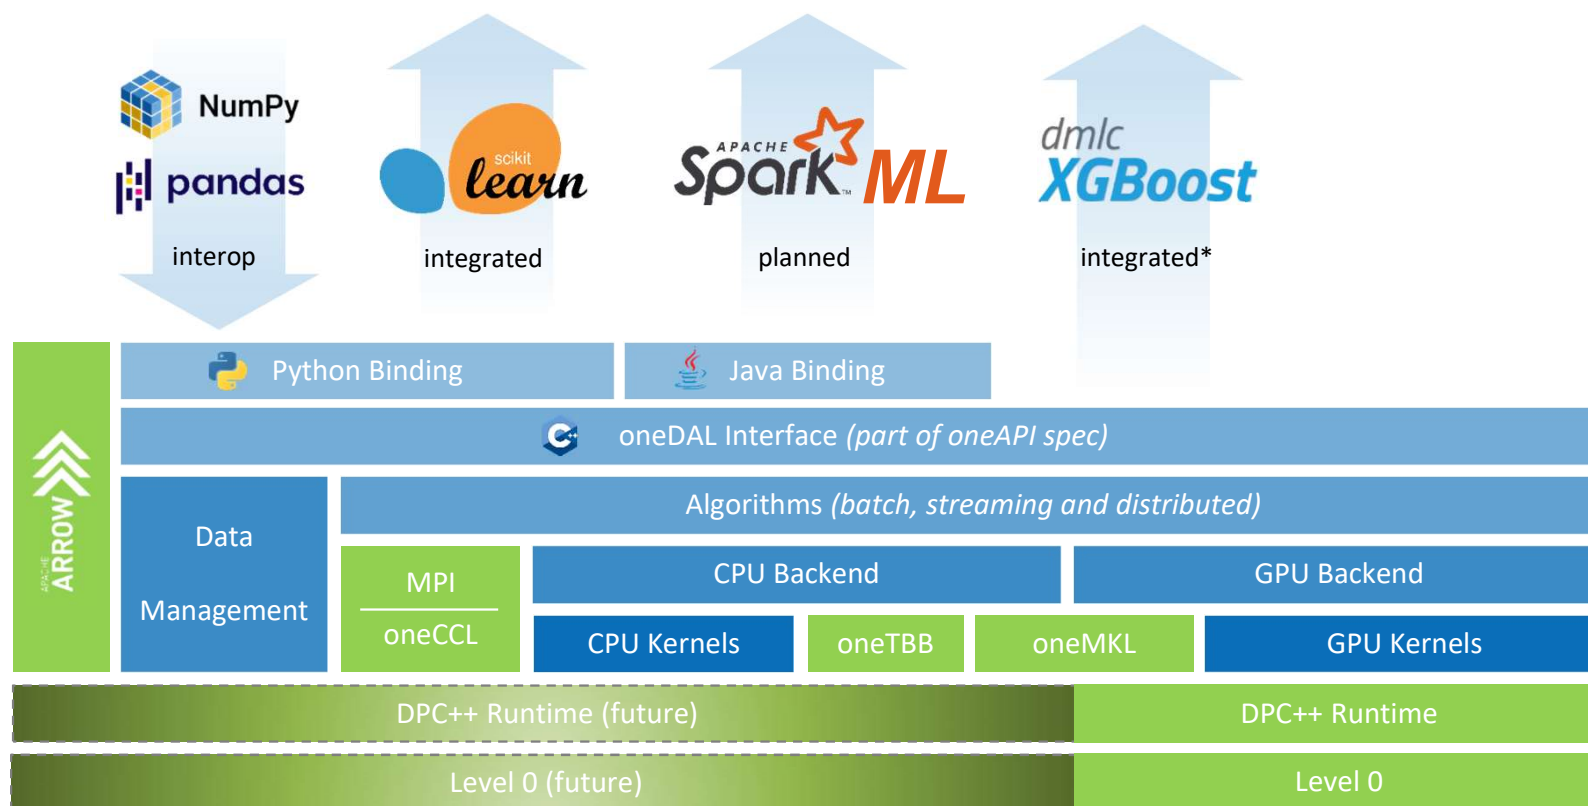 NumPy
pandas
interop
scikit
learn
integrated
APACHE
Spark™ ML
planned
dmlc
XGBoost
integrated*
APACHE
ARROW
Python Binding
Java Binding
C++
oneDAL Interface (part of oneAPI spec)
Data
Management
Algorithms (batch, streaming and distributed)
MPI
oneCCL
CPU Backend
GPU Backend
CPU Kernels
oneTBB
oneMKL
GPU Kernels
DPC++ Runtime (future)
DPC++ Runtime
Level 0 (future)
Level 0